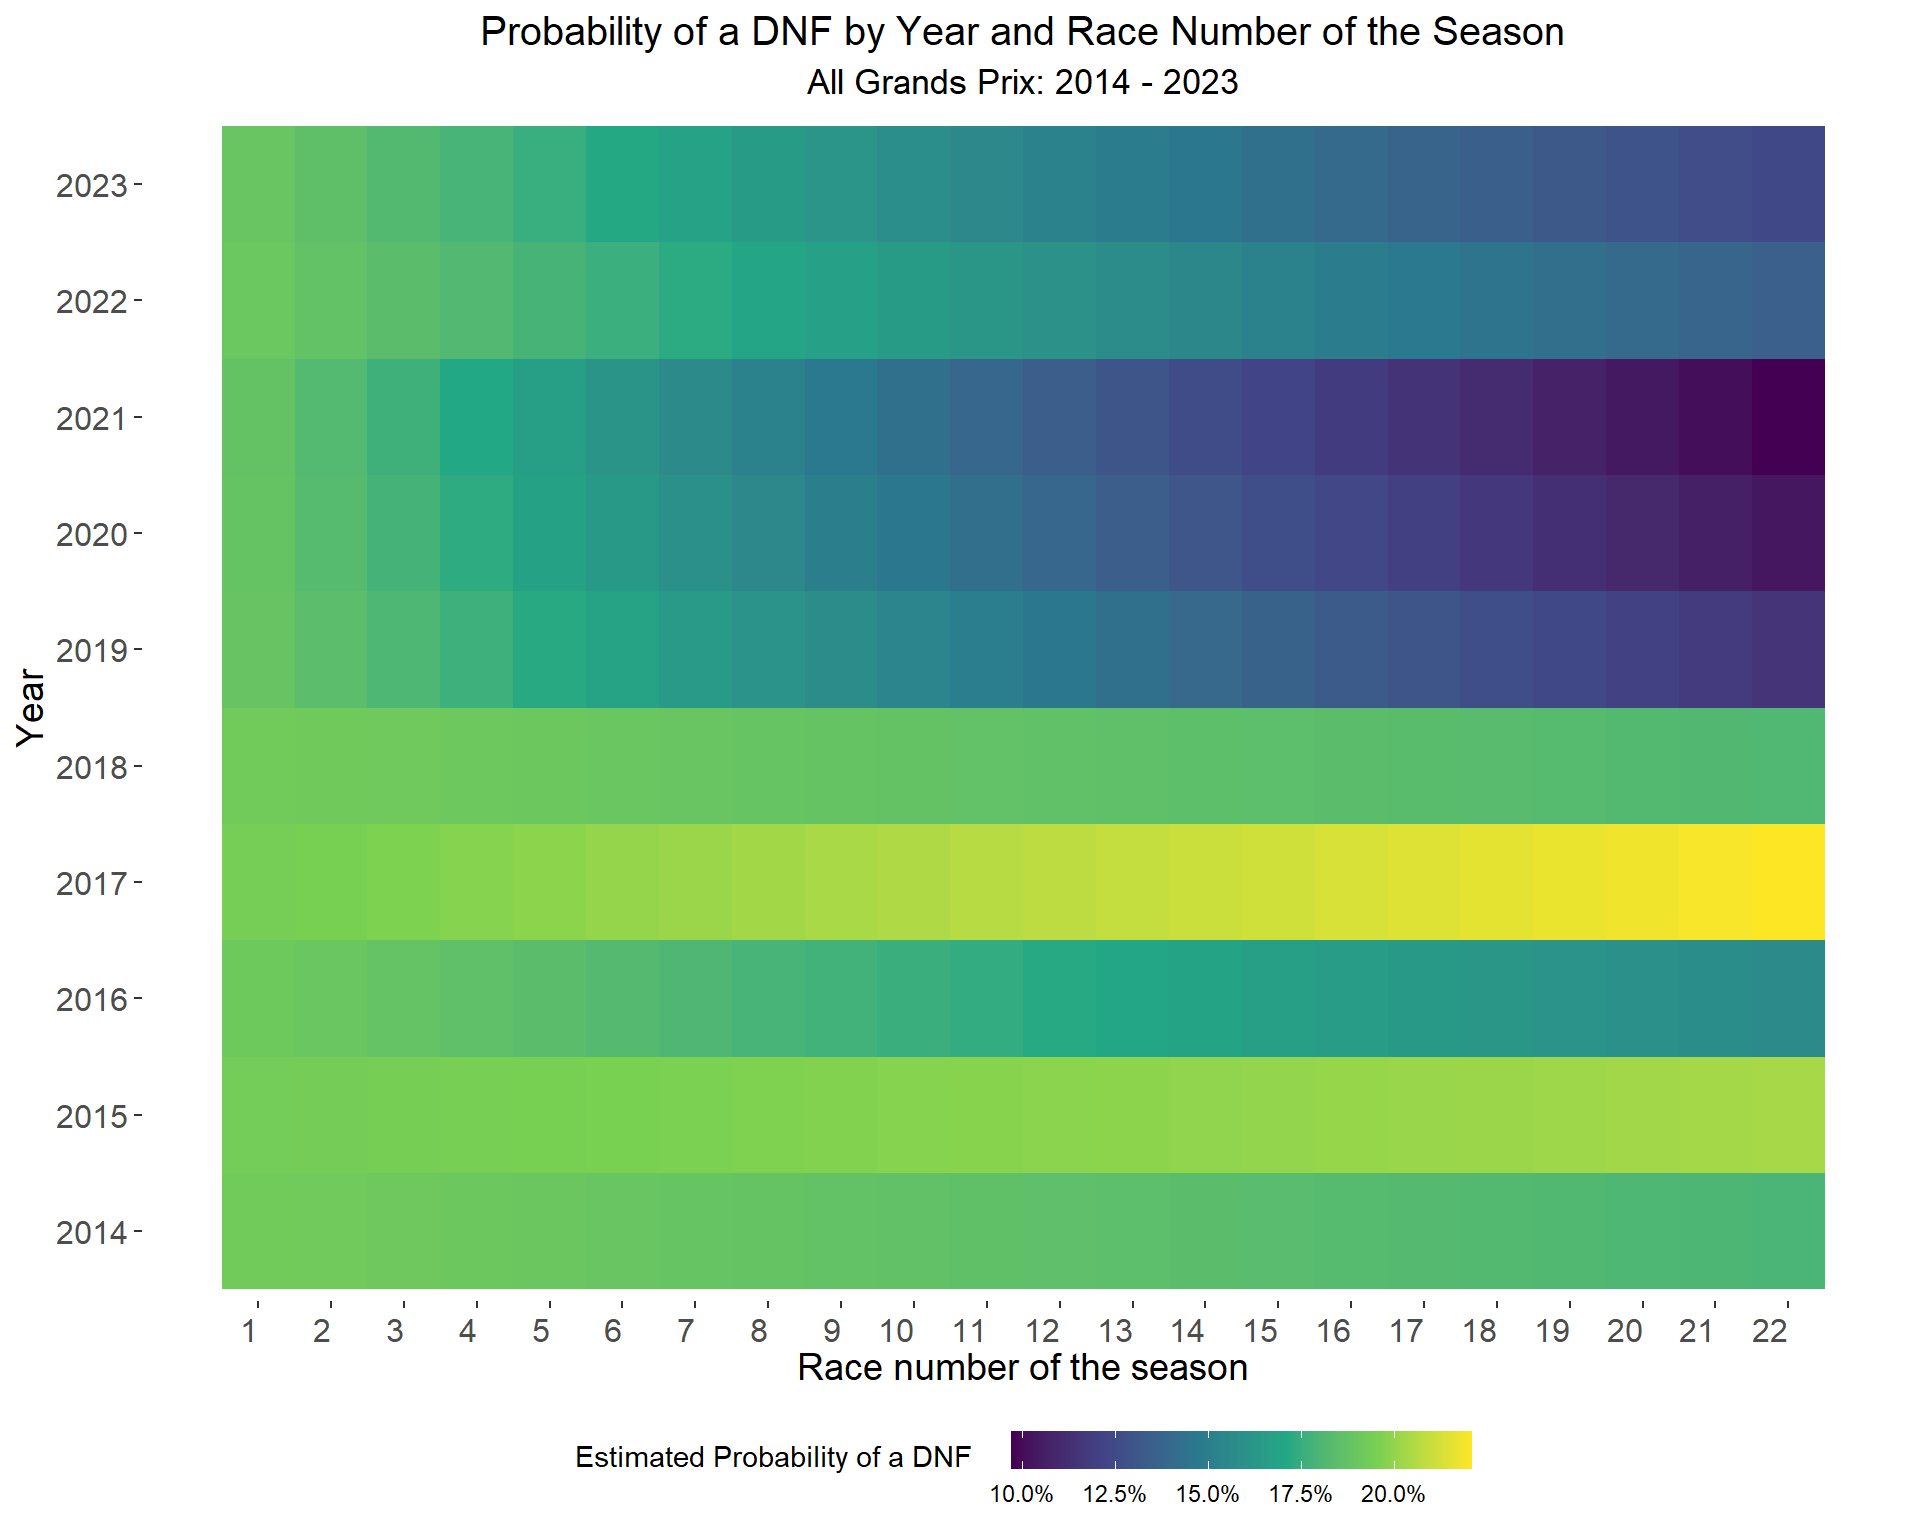 Probability of a DNF by Year and Race Number of the Season
All Grands Prix: 2014 - 2023
Year
2023
2022
2021
2020
2019
2018
2017
2016
2015
2014
1 2 3 4 5 6 7 8 9 10 11 12 13 14 15 16 17 18 19 20 21 22
Race number of the season
Estimated Probability of a DNF
10.0% 12.5% 15.0% 17.5% 20.0%